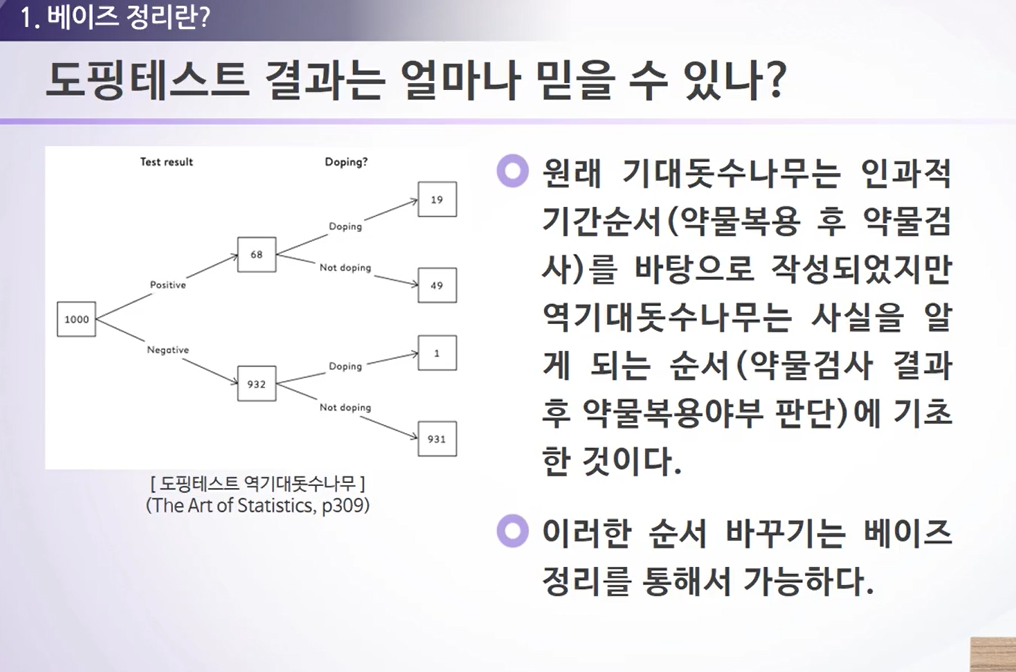 1. 베이즈 정리란?
도핑테스트 결과는 얼마나 믿을 수 있나?
Test result
Doping?
19
Doping
68
Not doping
Positive
49
1000
1
Negative
Doping
932
Not doping
931
[ 도핑테스트 역기대돗수나무 ]
(The Art of Statistics, p309)
원래 기대돗수나무는 인과적
기간순서(약물복용 후 약물검
사)를 바탕으로 작성되었지만
역기대돗수나무는 사실을 알
게 되는 순서(약물검사 결과
후 약물복용야부 판단)에 기초
한 것이다.
이러한 순서 바꾸기는 베이즈
정리를 통해서 가능하다.